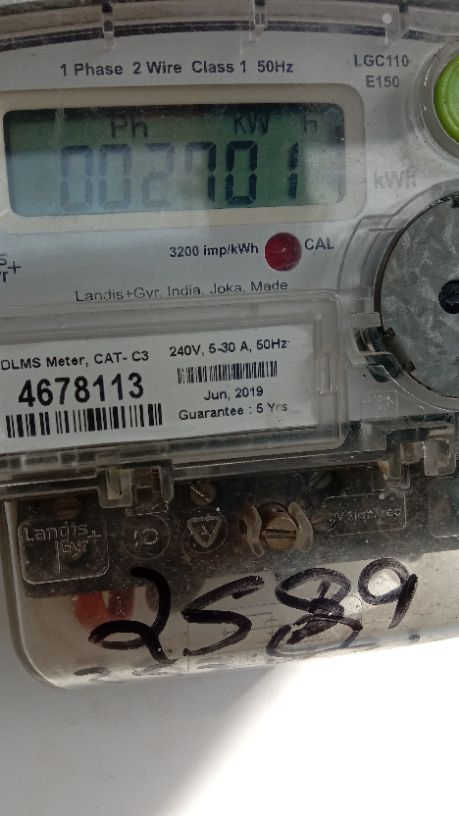 1 Phase 2 Wire Class 1 50Hz
LGC110
E150
Ph KW h
002701
kWh
3200 imp/kWh CAL
Landis+Gyr, India, Joka, Made
DLMS Meter, CAT- C3 240V, 5-30 A, 50Hz
4678113
Jun, 2019
Guarantee : 5 Yrs
Landis
Gyr
2589